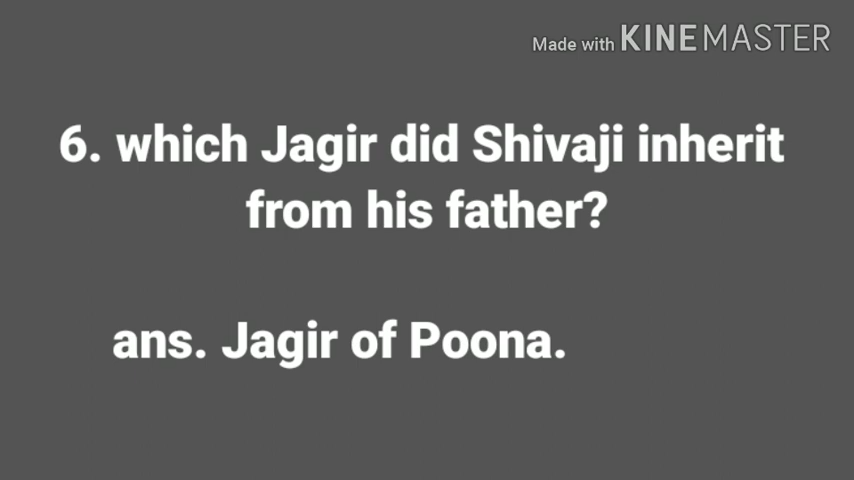 Made with KINEMASTER
6. which Jagir did Shivaji inherit
from his father?
ans. Jagir of Poona.